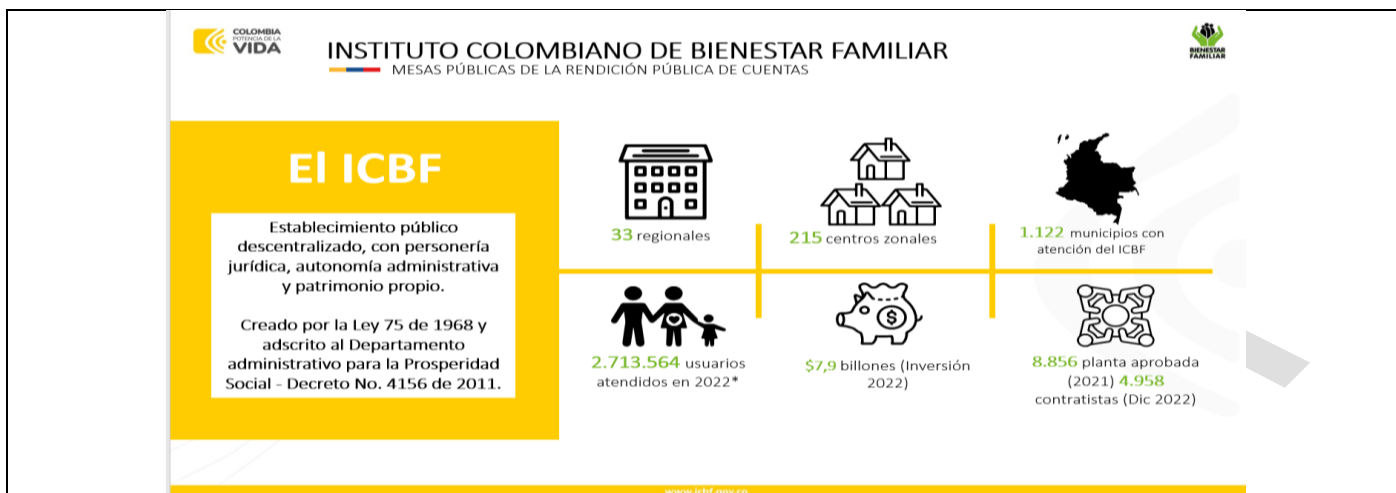 COLOMBIA
POTENCIA DE LA
VIDA
INSTITUTO COLOMBIANO DE BIENESTAR FAMILIAR
MESAS PÚBLICAS DE LA RENDICIÓN PÚBLICA DE CUENTAS
BIENESTAR
FAMILIAR
El ICBF
Establecimiento público
descentralizado, con personería
jurídica, autonomía administrativa
y patrimonio propio.
Creado por la Ley 75 de 1968 y
adscrito al Departamento
administrativo para la Prosperidad
Social - Decreto No. 4156 de 2011.
33 regionales
215 centros zonales
1.122 municipios con
atención del ICBF
2.713.564 usuarios
atendidos en 2022*
$
$7,9 billones (Inversión
2022)
8.856 planta aprobada
(2021) 4.958
contratistas (Dic 2022)
www.icbf.gov.co